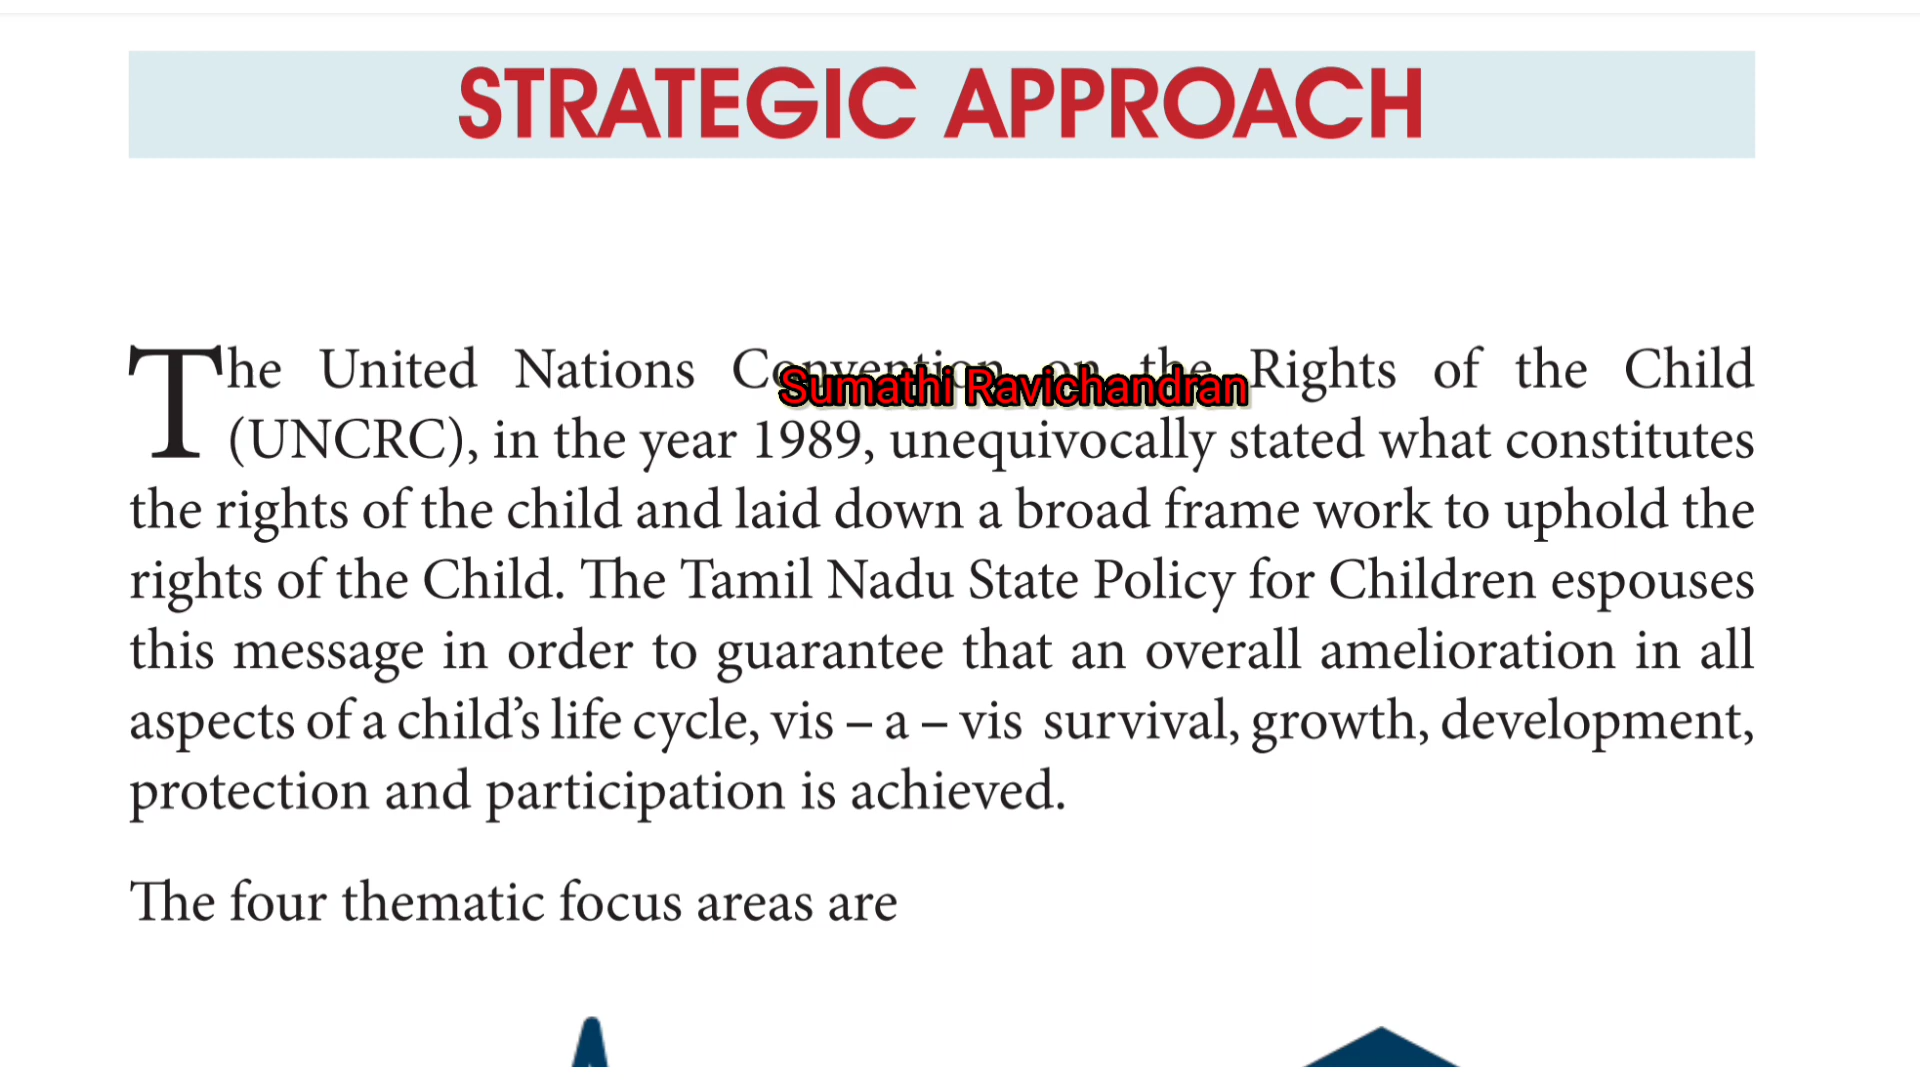 STRATEGIC APPROACH
The United Nations Convention on the Rights of the Child
Sumathi Ravichandran
(UNCRC), in the year 1989, unequivocally stated what constitutes
the rights of the child and laid down a broad frame work to uphold the
rights of the Child. The Tamil Nadu State Policy for Children espouses
this message in order to guarantee that an overall amelioration in all
aspects of a child’s life cycle, vis – a – vis survival, growth, development,
protection and participation is achieved.
The four thematic focus areas are